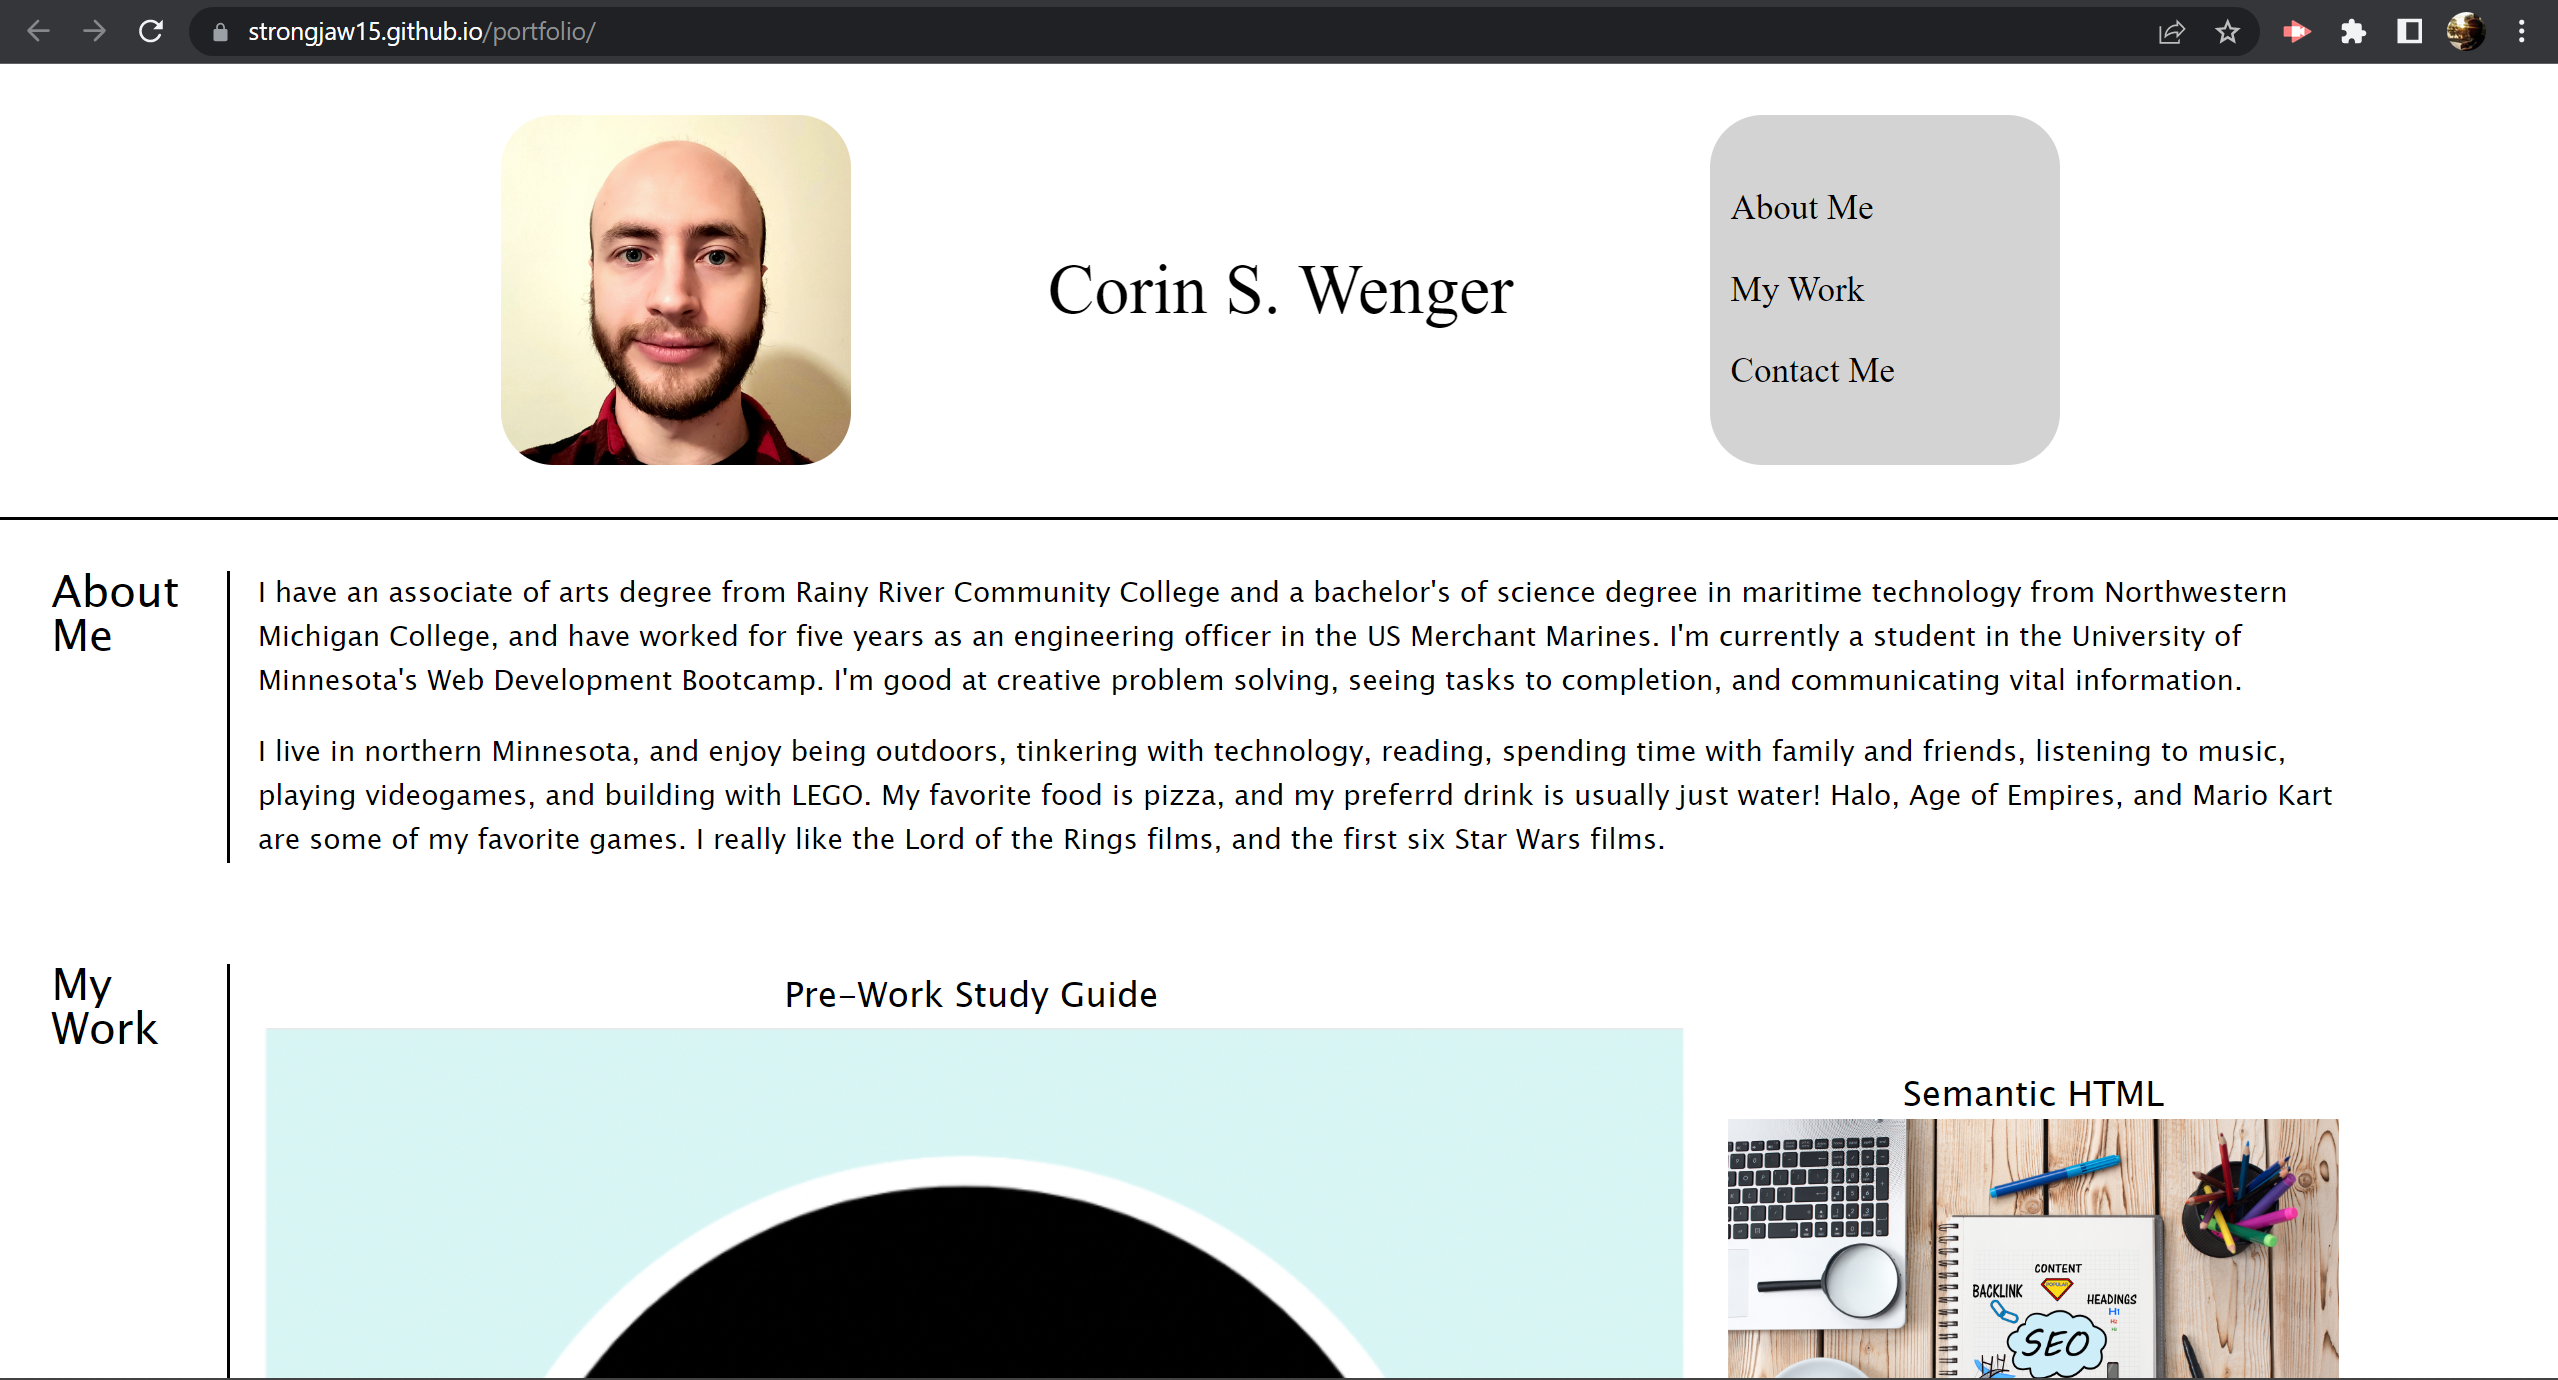 strongjaw15.github.io/portfolio/
Corin S. Wenger
About Me
My Work
Contact Me
About
Me
I have an associate of arts degree from Rainy River Community College and a bachelor's of science degree in maritime technology from Northwestern
Michigan College, and have worked for five years as an engineering officer in the US Merchant Marines. I'm currently a student in the University of
Minnesota's Web Development Bootcamp. I'm good at creative problem solving, seeing tasks to completion, and communicating vital information.
I live in northern Minnesota, and enjoy being outdoors, tinkering with technology, reading, spending time with family and friends, listening to music,
playing videogames, and building with LEGO. My favorite food is pizza, and my preferrd drink is usually just water! Halo, Age of Empires, and Mario Kart
are some of my favorite games. I really like the Lord of the Rings films, and the first six Star Wars films.
My
Work
Pre-Work Study Guide
Semantic HTML
CONTENT
POPULAR
BACKLINK
HEADINGS
H1
H2
SEO